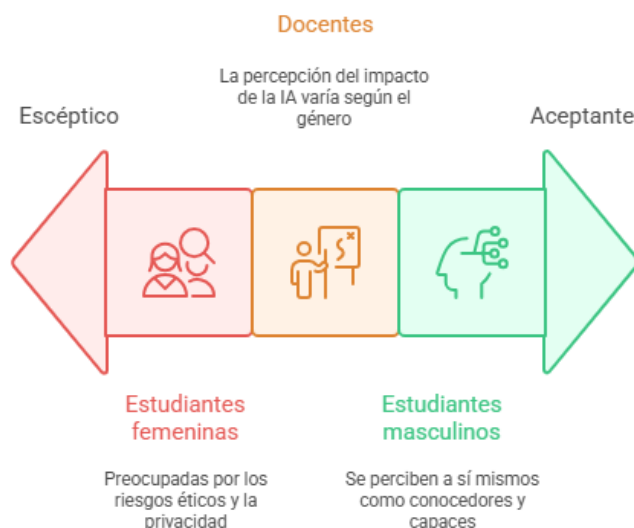 Docentes
La percepción del impacto
de la IA varía según el
género
Escéptico
Aceptante
Estudiantes
femeninas
Preocupadas por los
riesgos éticos y la
privacidad
Estudiantes
masculinos
Se perciben a sí mismos
como conocedores y
capaces